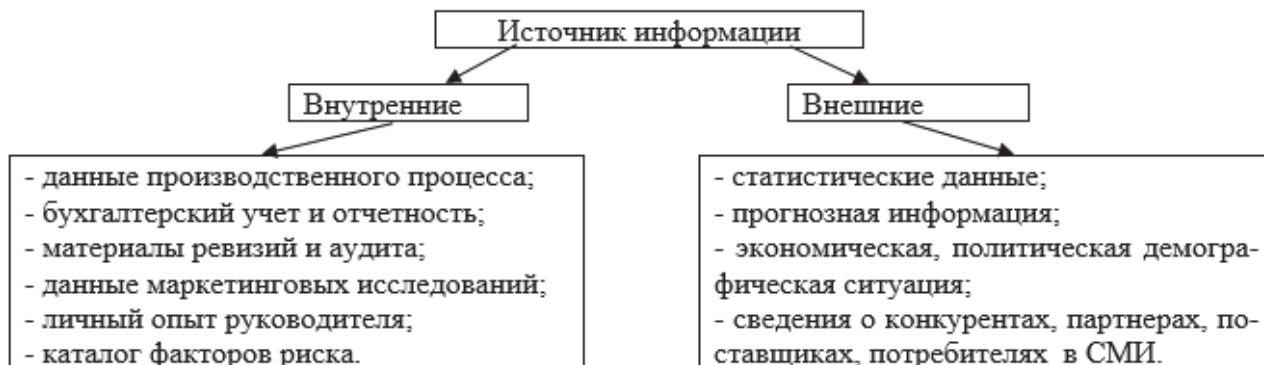 Источник информации
Внутренние
Внешние
- данные производственного процесса;
- бухгалтерский учет и отчетность;
- материалы ревизий и аудита;
- данные маркетинговых исследований;
- личный опыт руководителя;
- каталог факторов риска.
- статистические данные;
- прогнозная информация;
- экономическая, политическая демогра-
фическая ситуация;
- сведения о конкурентах, партнерах, по-
ставщиках, потребителях в СМИ.